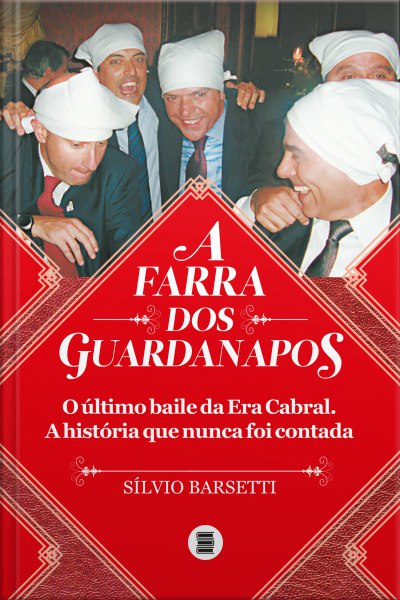 A
FARRA
DOS
GUARDANAPOS
O último baile da Era Cabral.
A história que nunca foi contada
SÍLVIO BARSETTI